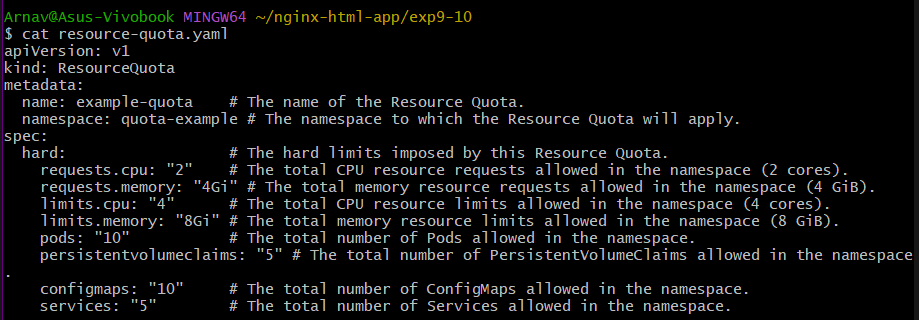 Arnav@Asus-Vivobook MINGW64 ~/nginx-html-app/exp9-10
$ cat resource-quota.yaml
apiVersion: v1
kind: ResourceQuota
metadata:
  name: example-quota    # The name of the Resource Quota.
  namespace: quota-example # The namespace to which the Resource Quota will apply.
spec:
  hard:                  # The hard limits imposed by this Resource Quota.
    requests.cpu: "2"    # The total CPU resource requests allowed in the namespace (2 cores).
    requests.memory: "4Gi" # The total memory resource requests allowed in the namespace (4 GiB).
    limits.cpu: "4"      # The total CPU resource limits allowed in the namespace (4 cores).
    limits.memory: "8Gi" # The total memory resource limits allowed in the namespace (8 GiB).
    pods: "10"           # The total number of Pods allowed in the namespace.
    persistentvolumeclaims: "5" # The total number of PersistentVolumeClaims allowed in the namespace
.
    configmaps: "10"     # The total number of ConfigMaps allowed in the namespace.
    services: "5"        # The total number of Services allowed in the namespace.